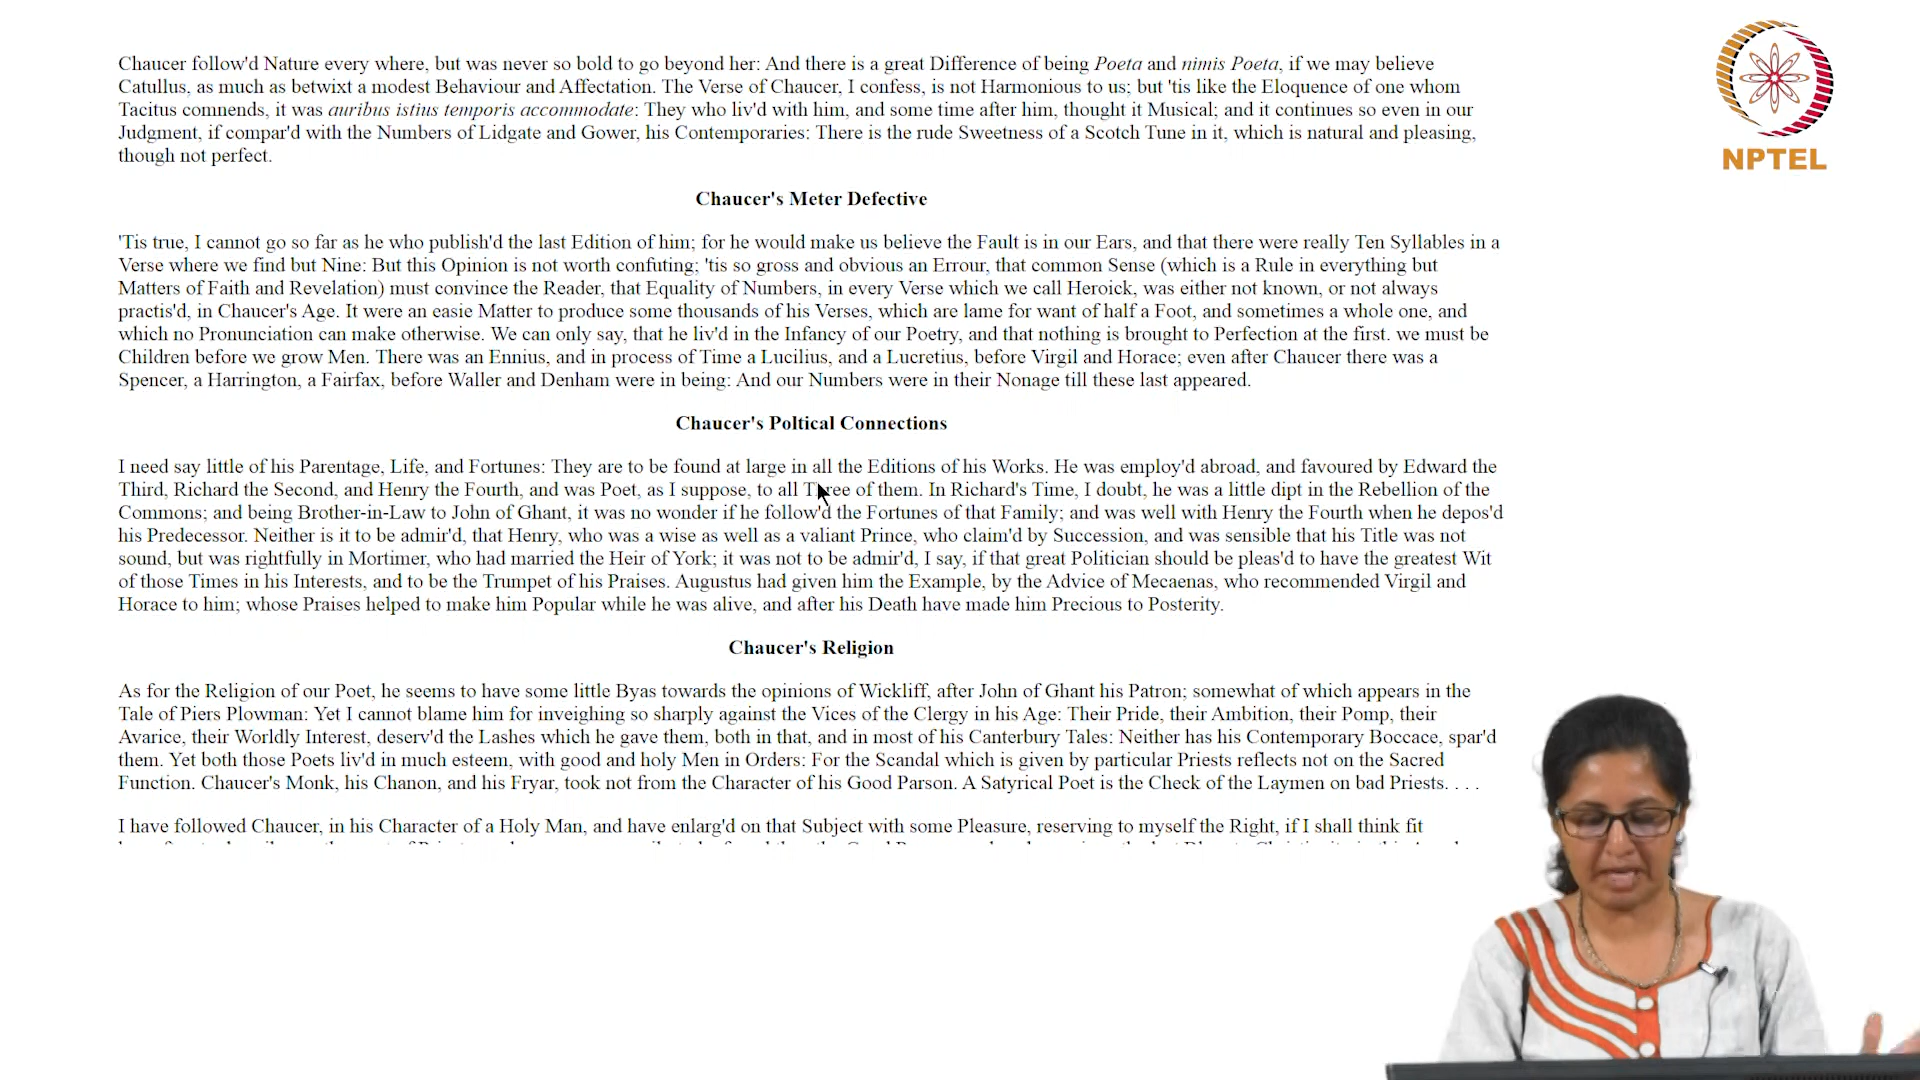 Chaucer follow'd Nature every where, but was never so bold to go beyond her: And there is a great Difference of being Poeta and nimis Poeta, if we may believe
Catullus, as much as betwixt a modest Behaviour and Affectation. The Verse of Chaucer, I confess, is not Harmonious to us; but 'tis like the Eloquence of one whom
Tacitus comnends, it was auribus istius temporis accommodate: They who liv'd with him, and some time after him, thought it Musical; and it continues so even in our
Judgment, if compar'd with the Numbers of Lidgate and Gower, his Contemporaries: There is the rude Sweetness of a Scotch Tune in it, which is natural and pleasing,
though not perfect.
NPTEL
Chaucer's Meter Defective
'Tis true, I cannot go so far as he who publish'd the last Edition of him; for he would make us believe the Fault is in our Ears, and that there were really Ten Syllables in a
Verse where we find but Nine: But this Opinion is not worth confuting; 'tis so gross and obvious an Errour, that common Sense (which is a Rule in everything but
Matters of Faith and Revelation) must convince the Reader, that Equality of Numbers, in every Verse which we call Heroick, was either not known, or not always
practis'd, in Chaucer's Age. It were an easie Matter to produce some thousands of his Verses, which are lame for want of half a Foot, and sometimes a whole one, and
which no Pronunciation can make otherwise. We can only say, that he liv'd in the Infancy of our Poetry, and that nothing is brought to Perfection at the first. we must be
Children before we grow Men. There was an Ennius, and in process of Time a Lucilius, and a Lucretius, before Virgil and Horace; even after Chaucer there was a
Spencer, a Harrington, a Fairfax, before Waller and Denham were in being: And our Numbers were in their Nonage till these last appeared.
Chaucer's Poltical Connections
I need say little of his Parentage, Life, and Fortunes: They are to be found at large in all the Editions of his Works. He was employ'd abroad, and favoured by Edward the
Third, Richard the Second, and Henry the Fourth, and was Poet, as I suppose, to all Three of them. In Richard's Time, I doubt, he was a little dipt in the Rebellion of the
Commons; and being Brother-in-Law to John of Ghant, it was no wonder if he follow'd the Fortunes of that Family; and was well with Henry the Fourth when he depos'd
his Predecessor. Neither is it to be admir'd, that Henry, who was a wise as well as a valiant Prince, who claim'd by Succession, and was sensible that his Title was not
sound, but was rightfully in Mortimer, who had married the Heir of York; it was not to be admir'd, I say, if that great Politician should be pleas'd to have the greatest Wit
of those Times in his Interests, and to be the Trumpet of his Praises. Augustus had given him the Example, by the Advice of Mecaenas, who recommended Virgil and
Horace to him; whose Praises helped to make him Popular while he was alive, and after his Death have made him Precious to Posterity.
Chaucer's Religion
As for the Religion of our Poet, he seems to have some little Byas towards the opinions of Wickliff, after John of Ghant his Patron; somewhat of which appears in the
Tale of Piers Plowman: Yet I cannot blame him for inveighing so sharply against the Vices of the Clergy in his Age: Their Pride, their Ambition, their Pomp, their
Avarice, their Worldly Interest, deserv'd the Lashes which he gave them, both in that, and in most of his Canterbury Tales: Neither has his Contemporary Boccace, spar'd
them. Yet both those Poets liv'd in much esteem, with good and holy Men in Orders: For the Scandal which is given by particular Priests reflects not on the Sacred
Function. Chaucer's Monk, his Chanon, and his Fryar, took not from the Character of his Good Parson. A Satyrical Poet is the Check of the Laymen on bad Priests. . . .
I have followed Chaucer, in his Character of a Holy Man, and have enlarg'd on that Subject with some Pleasure, reserving to myself the Right, if I shall think fit